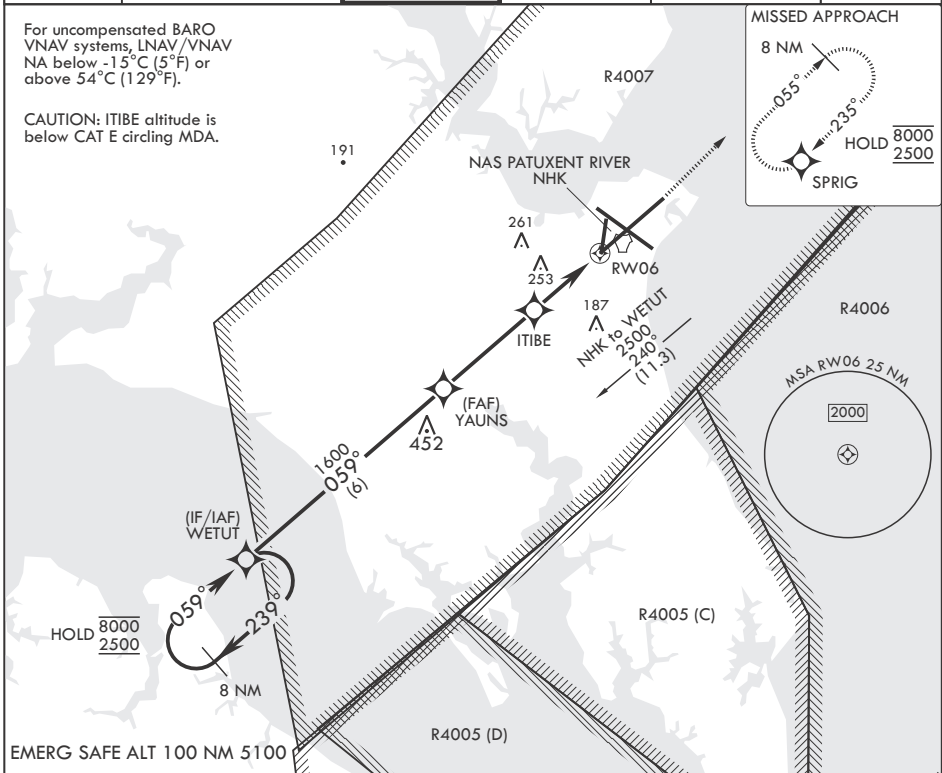 For uncompensated BARO
VNAV systems, LNAV/VNAV
NA below -15°C (5°F) or
above 54°C (129°F).
CAUTION: ITIBE altitude is
below CAT E circling MDA.
191
R4007
MISSED APPROACH
8 NM
055°
235°
HOLD 8000
2500
SPRIG
NAS PATUXENT RIVER
NHK
261
253
RW06
ITIBE
187
NHK to WETUT
2500
240°
(11.3)
R4006
MSA RW06 25 NM
2000
(FAF)
YAUNS
452
1600
059°
(6)
(IF/IAF)
WETUT
059°
239°
HOLD 8000
2500
8 NM
R4005 (C)
R4005 (D)
EMERG SAFE ALT 100 NM 5100